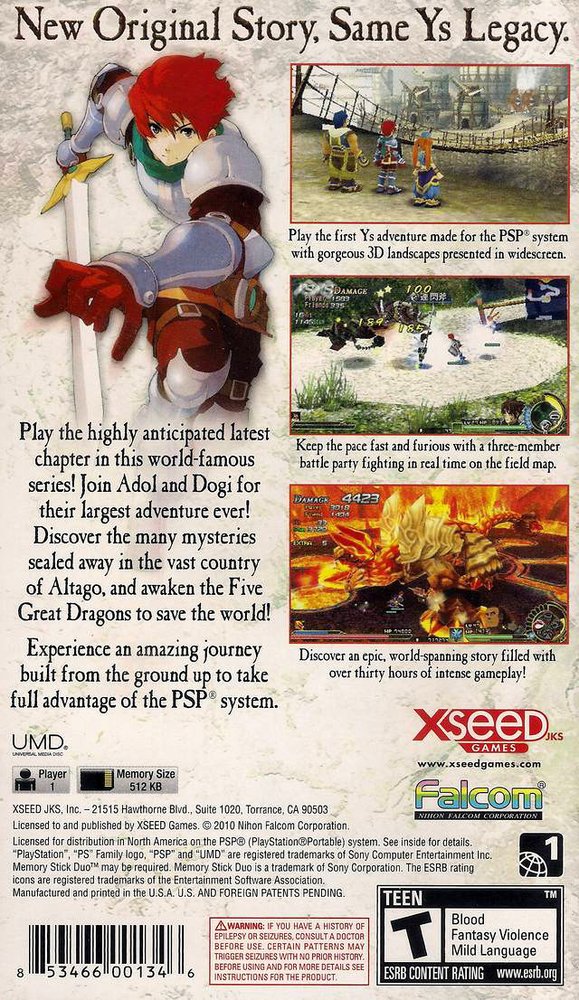 New Original Story, Same Ys Legacy.
Play the first Ys adventure made for the PSP® system
with gorgeous 3D landscapes presented in widescreen.
DAMAGE
100
189
185
Keep the pace fast and furious with a three-member
battle party fighting in real time on the field map.
DAMAGE 4423
EXTRA
Discover an epic, world-spanning story filled with
over thirty hours of intense gameplay!
Play the highly anticipated latest
chapter in this world-famous
series! Join Adol and Dogi for
their largest adventure ever!
Discover the many mysteries
sealed away in the vast country
of Altago, and awaken the Five
Great Dragons to save the world!
Experience an amazing journey
built from the ground up to take
full advantage of the PSP® system.
UMD®
UNIVERSAL MEDIA DISC
Player
1
Memory Size
512 KB
XSEED JKS
GAMES
www.xseedgames.com
Falcom®
NIHON FALCOM CORPORATION
XSEED JKS, Inc. – 21515 Hawthorne Blvd., Suite 1020, Torrance, CA 90503
Licensed to and published by XSEED Games. © 2010 Nihon Falcom Corporation.
Licensed for distribution in North America on the PSP® (PlayStation®Portable) system. See inside for details.
"PlayStation", "PS" Family logo, "PSP" and "UMD" are registered trademarks of Sony Computer Entertainment Inc.
Memory Stick Duo™ may be required. Memory Stick Duo is a trademark of Sony Corporation. The ESRB rating
icons are registered trademarks of the Entertainment Software Association.
Manufactured and printed in the U.S.A. U.S. AND FOREIGN PATENTS PENDING.
1
8 53466 00134 6
WARNING: IF YOU HAVE A HISTORY OF
EPILEPSY OR SEIZURES, CONSULT A DOCTOR
BEFORE USE. CERTAIN PATTERNS MAY
TRIGGER SEIZURES WITH NO PRIOR HISTORY.
BEFORE USING AND FOR MORE DETAILS SEE
INSTRUCTIONS FOR THE PRODUCT.
TEEN ™
T
®
Blood
Fantasy Violence
Mild Language
ESRB CONTENT RATING www.esrb.org